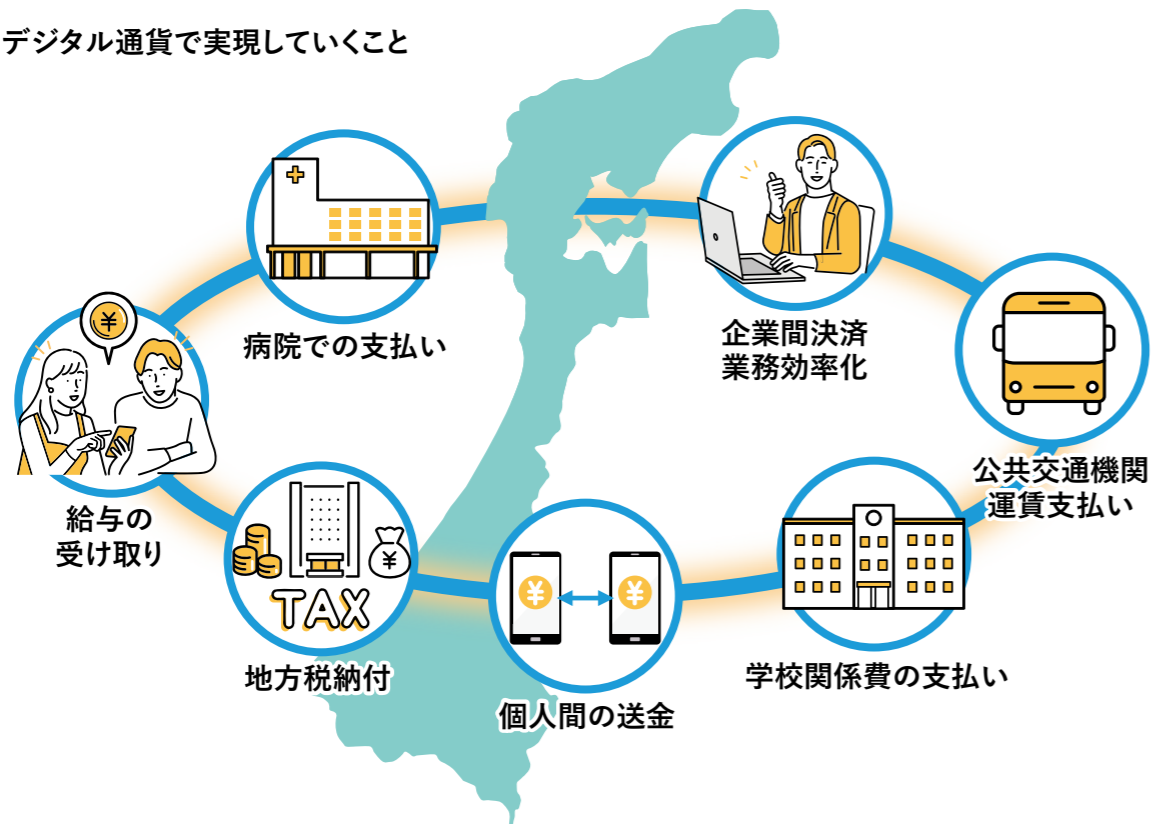 デジタル通貨で実現していくこと
病院での支払い
企業間決済
業務効率化
¥
公共交通機関
運賃支払い
給与の
受け取り
¥
TAX
地方税納付
¥
¥
個人間の送金
学校関係費の支払い